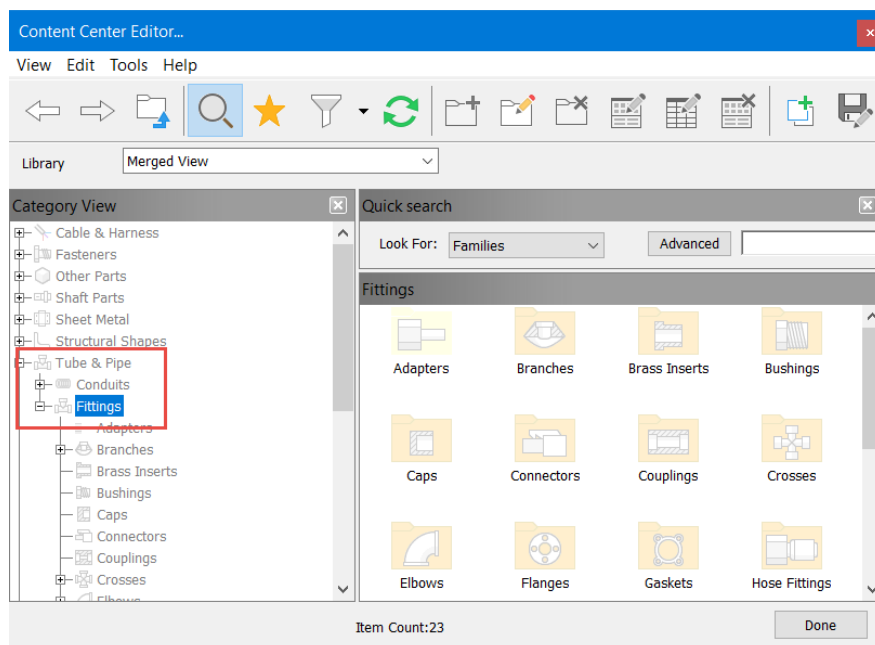 Content Center Editor...
View Edit Tools Help
Library Merged View
Category View
Cable & Harness
Fasteners
Other Parts
Shaft Parts
Sheet Metal
Structural Shapes
Tube & Pipe
Conduits
Fittings
Adapters
Branches
Brass Inserts
Bushings
Caps
Connectors
Couplings
Crosses
Elbows
Quick search
Look For: Families Advanced
Fittings
Adapters Branches Brass Inserts Bushings
Caps Connectors Couplings Crosses
Elbows Flanges Gaskets Hose Fittings
Item Count:23 Done